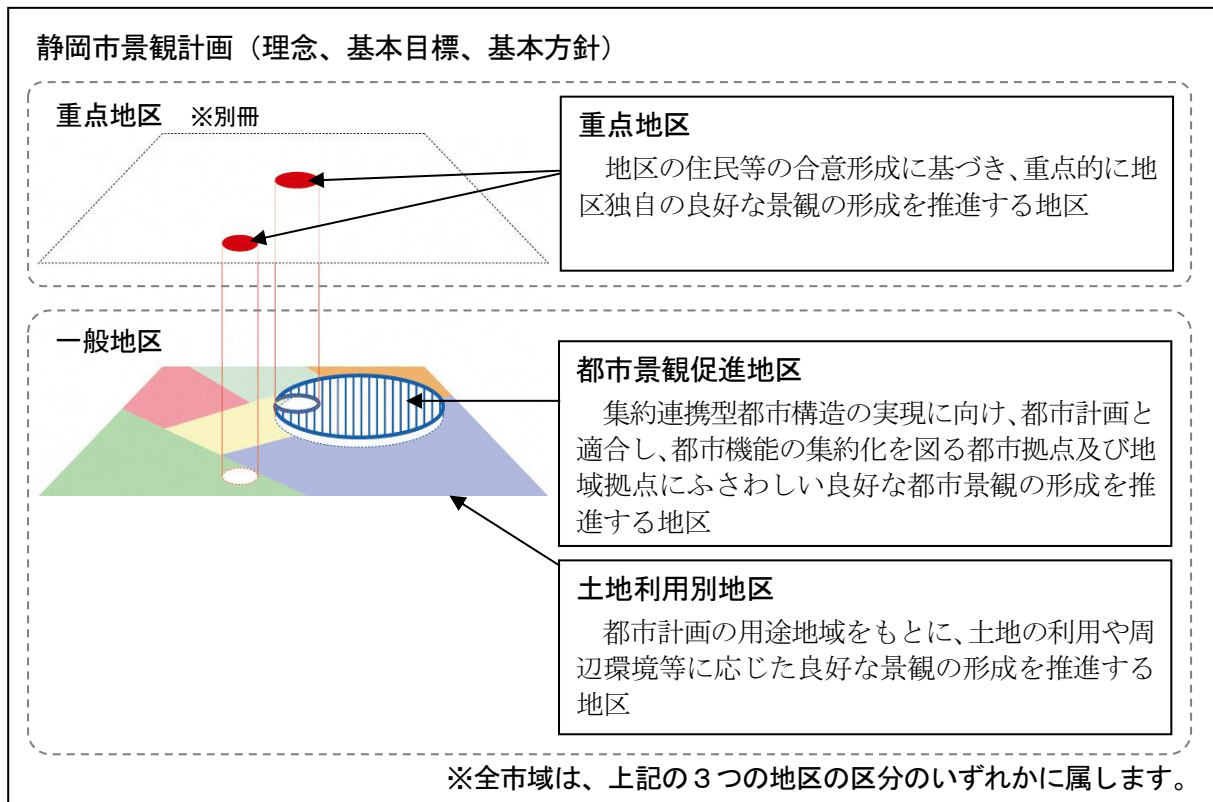 静岡市景観計画（理念、基本目標、基本方針）
重点地区 ※別冊
重点地区
地区の住民等の合意形成に基づき、重点的に地
区独自の良好な景観の形成を推進する地区
一般地区
都市景観促進地区
集約連携型都市構造の実現に向け、都市計画と
適合し、都市機能の集約化を図る都市拠点及び地
域拠点にふさわしい良好な都市景観の形成を推
進する地区
土地利用別地区
都市計画の用途地域をもとに、土地の利用や周
辺環境等に応じた良好な景観の形成を推進する
地区
※全市域は、上記の３つの地区の区分のいずれかに属します。